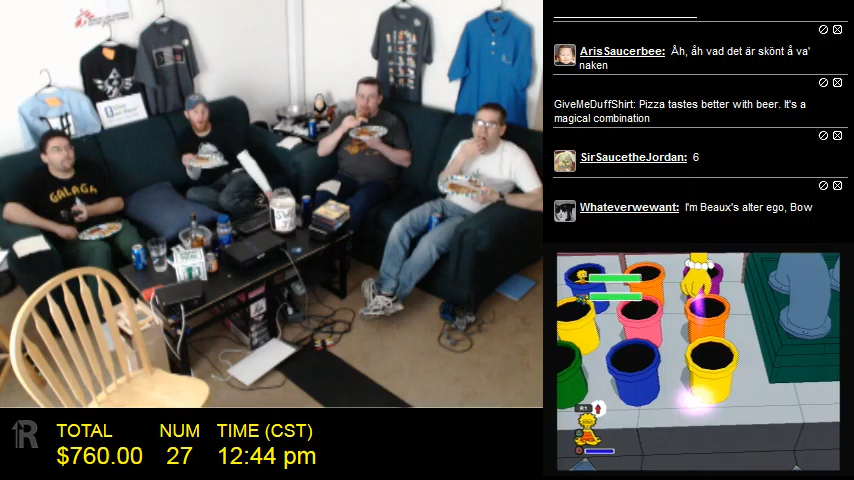 ArisSaucerbee: Åh, åh vad det är skönt å va'
naken
GiveMeDuffShirt: Pizza tastes better with beer. It's a
magical combination
SirSaucetheJordan: 6
Whateverwewant: I'm Beaux's alter ego, Bow
GALAGA
R1
R
TOTAL NUM TIME (CST)
$760.00 27 12:44 pm